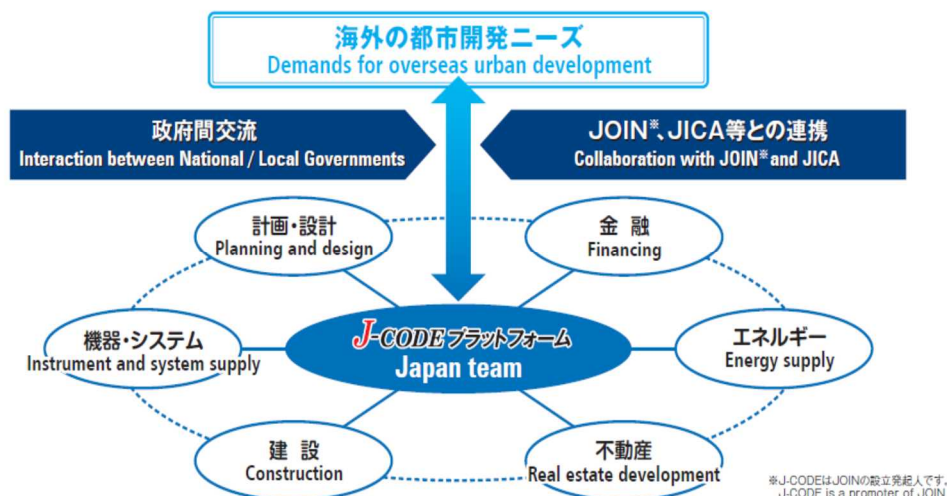 海外の都市開発ニーズ
Demands for overseas urban development
政府間交流
Interaction between National / Local Governments
JOIN※、JICA等との連携
Collaboration with JOIN※and JICA
計画・設計
Planning and design
金 融
Financing
機器・システム
Instrument and system supply
J-CODEプラットフォーム
Japan team
エネルギー
Energy supply
建 設
Construction
不動産
Real estate development
※J-CODEはJOINの設立発起人です。
J-CODE is a promoter of JOIN